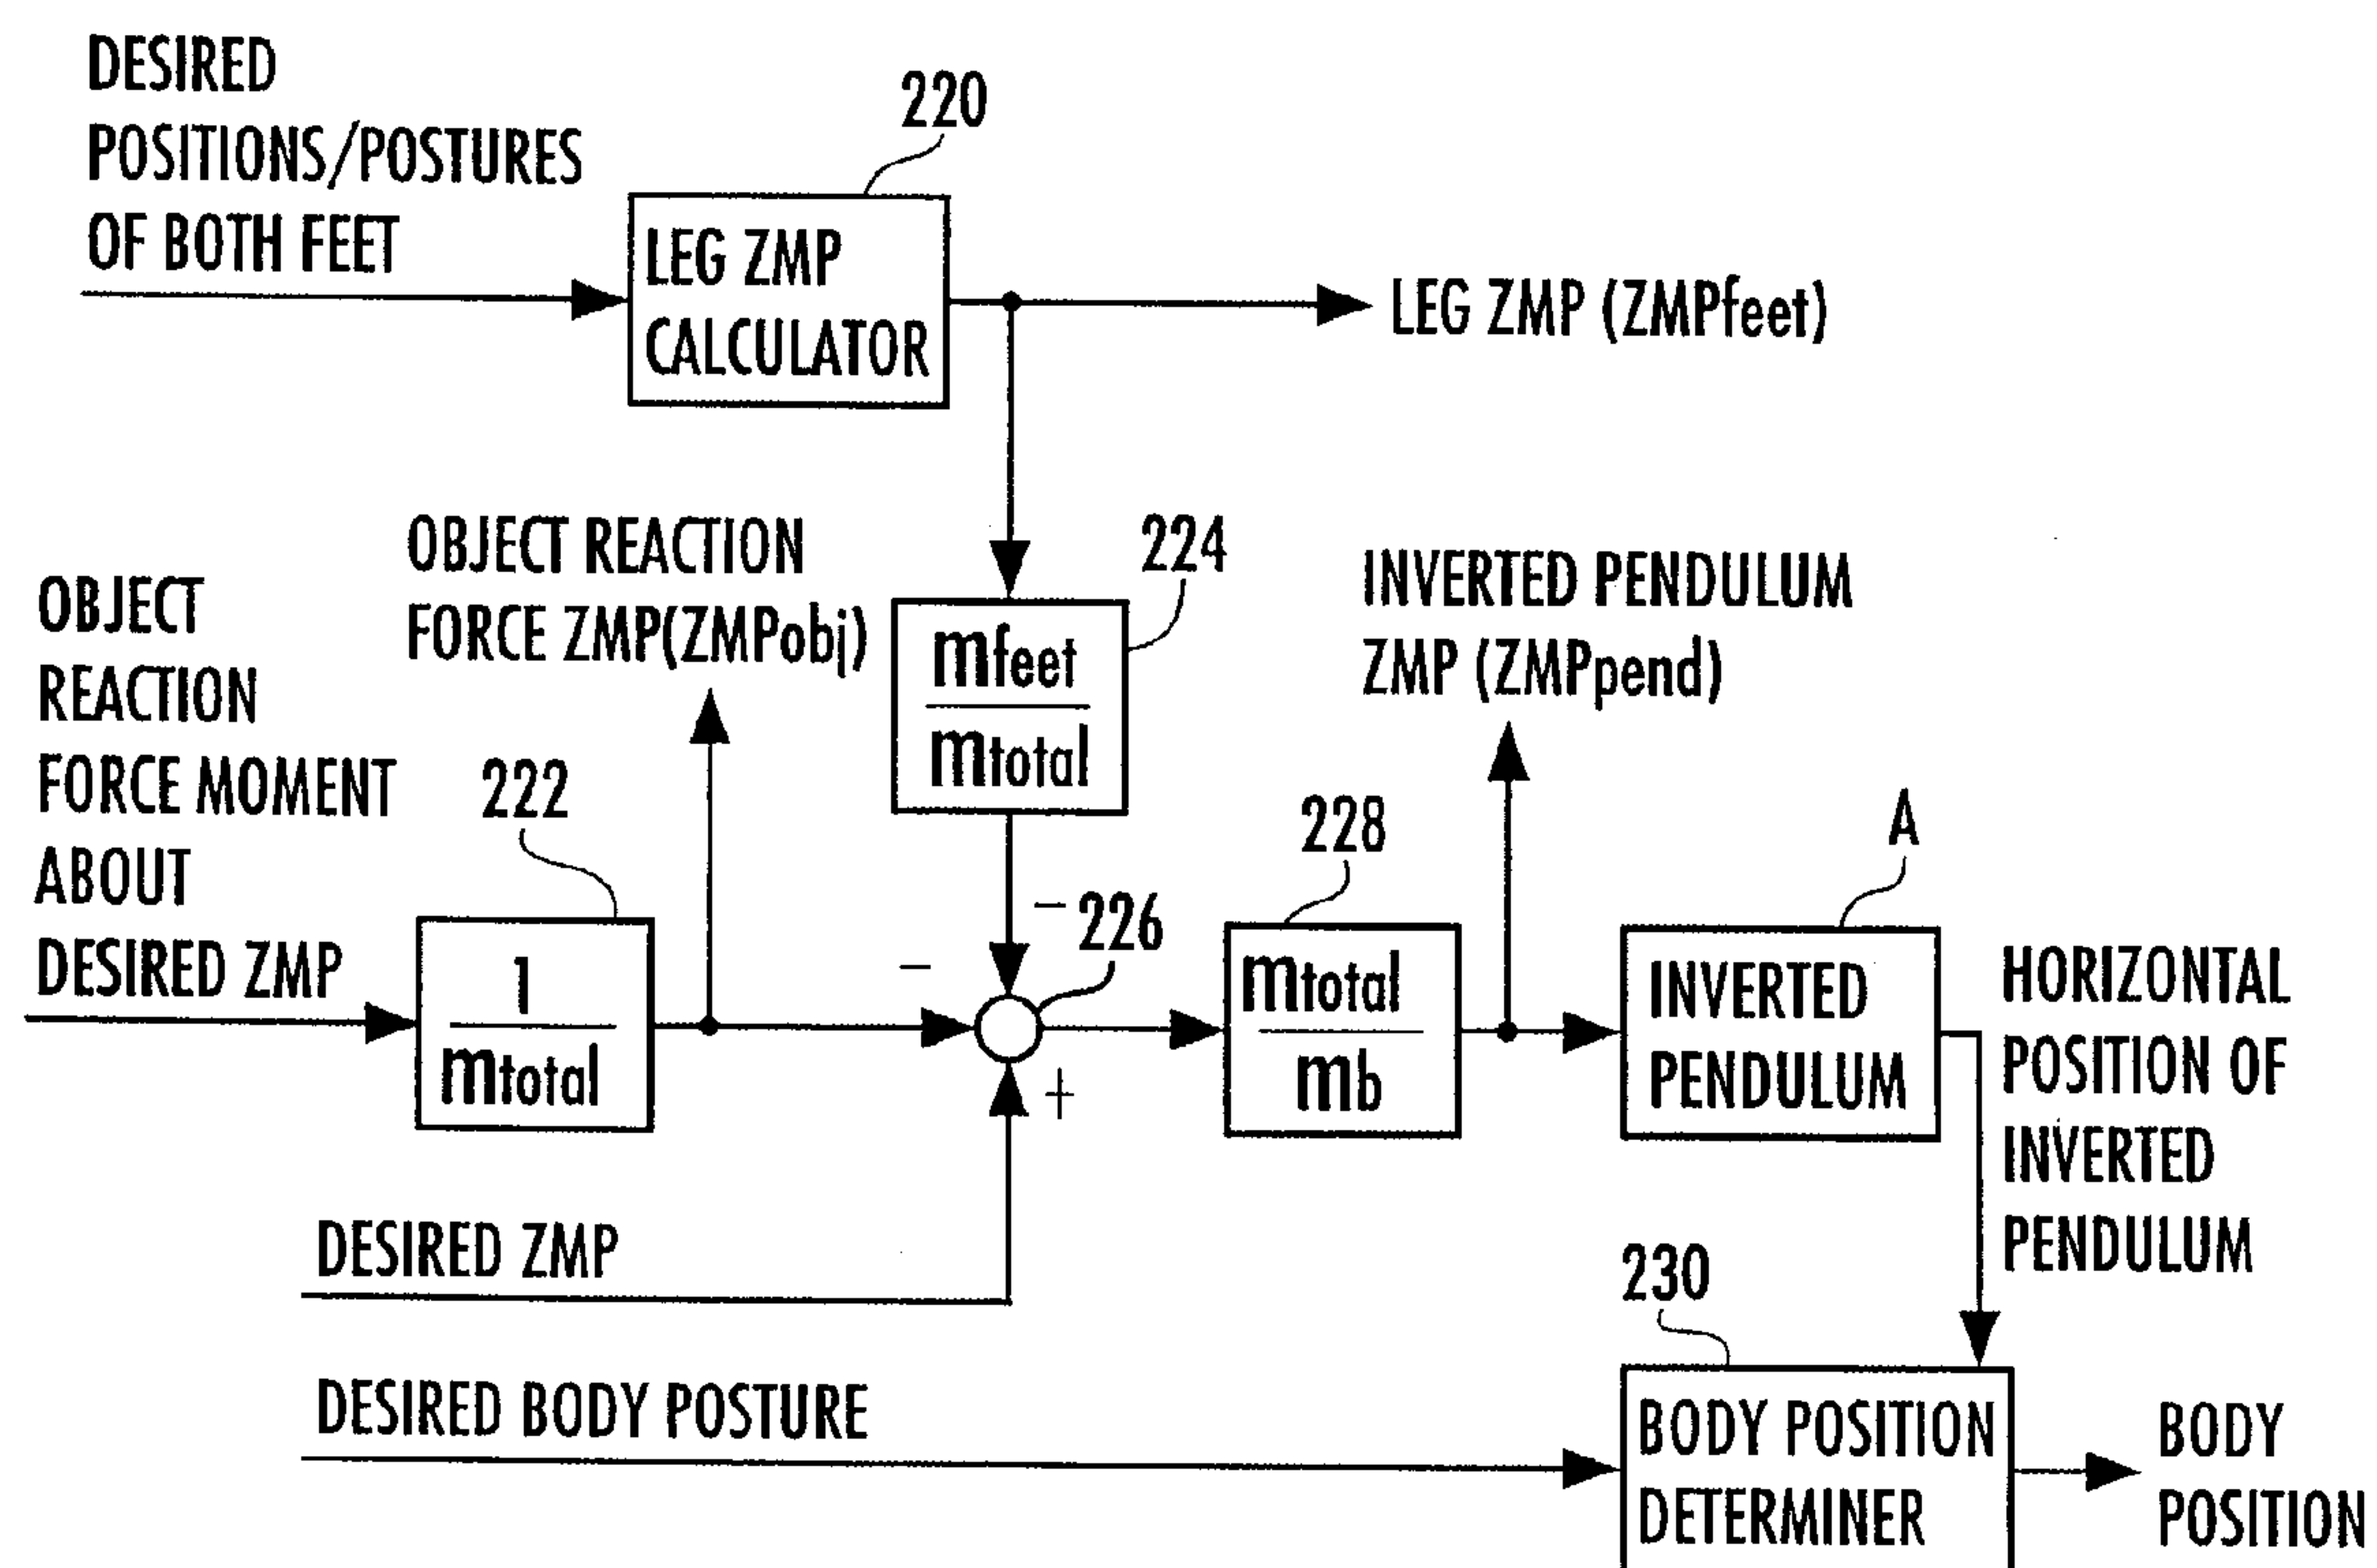 DESIRED
POSITIONS/POSTURES
OF BOTH FEET
220
LEG ZMP
CALCULATOR
LEG ZMP (ZMPfeet)
OBJECT REACTION
FORCE ZMP(ZMPobj)
224
mfeet
mtotal
INVERTED PENDULUM
ZMP (ZMPpend)
OBJECT
REACTION
FORCE MOMENT
ABOUT
DESIRED ZMP
222
1
mtotal
−
−
+
226
228
mtotal
mb
A
INVERTED
PENDULUM
HORIZONTAL
POSITION OF
INVERTED
PENDULUM
DESIRED ZMP
230
DESIRED BODY POSTURE
BODY POSITION
DETERMINER
BODY
POSITION